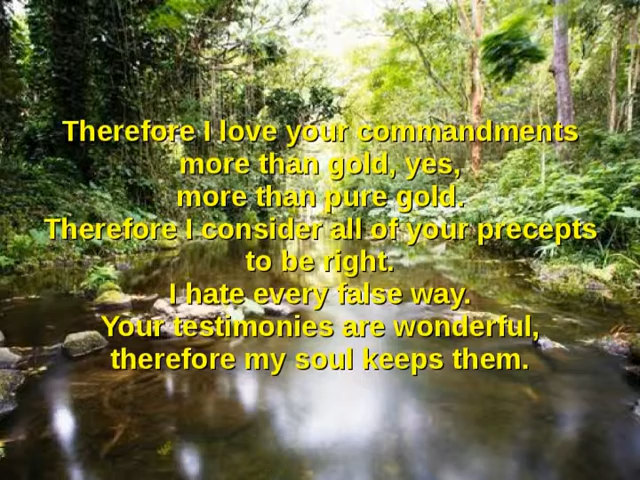 Therefore I love your commandments
more than gold, yes,
more than pure gold.
Therefore I consider all of your precepts
to be right.
I hate every false way.
Your testimonies are wonderful,
therefore my soul keeps them.